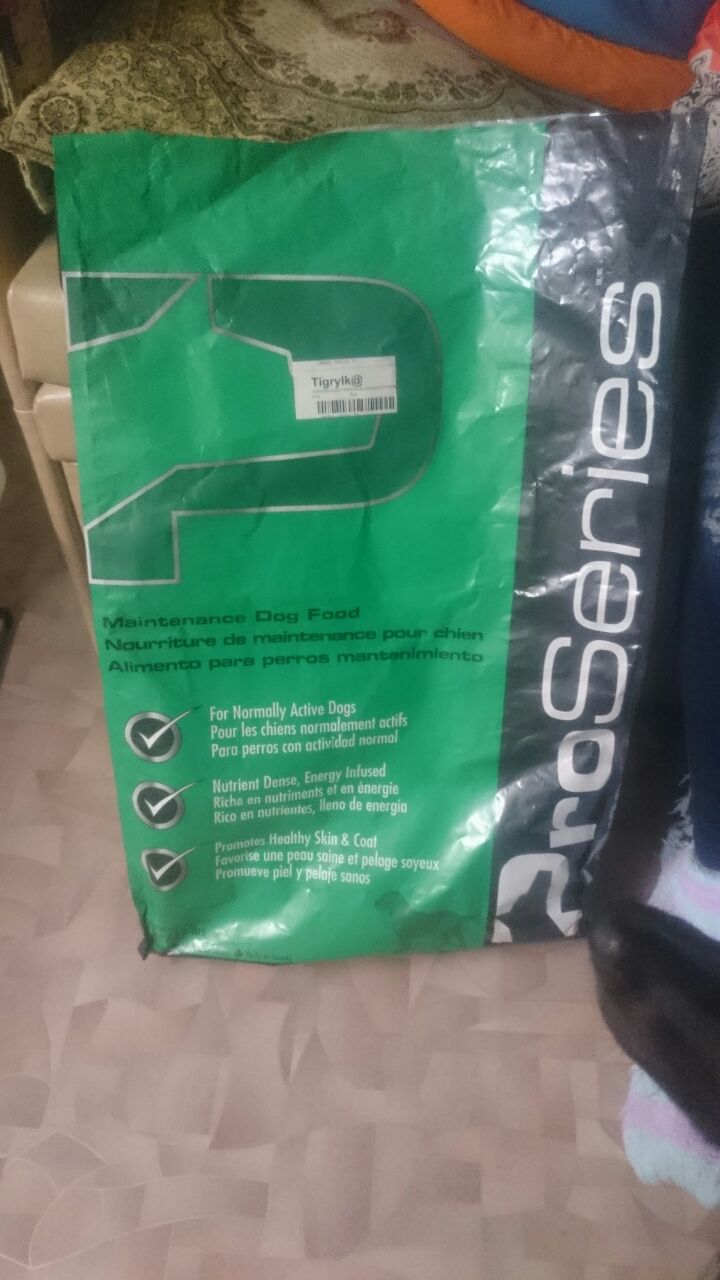 Tigrylk@
ProSeries
Maintenance Dog Food
Nourriture de maintenance pour chien
Alimento para perros mantenimiento
For Normally Active Dogs
Pour les chiens normalement actifs
Para perros con actividad normal
Nutrient Dense, Energy Infused
Riche en nutriments et en énergie
Rico en nutrientes, lleno de energía
Promotes Healthy Skin & Coat
Favorise une peau saine et pelage soyeux
Promueve piel y pelaje sanos